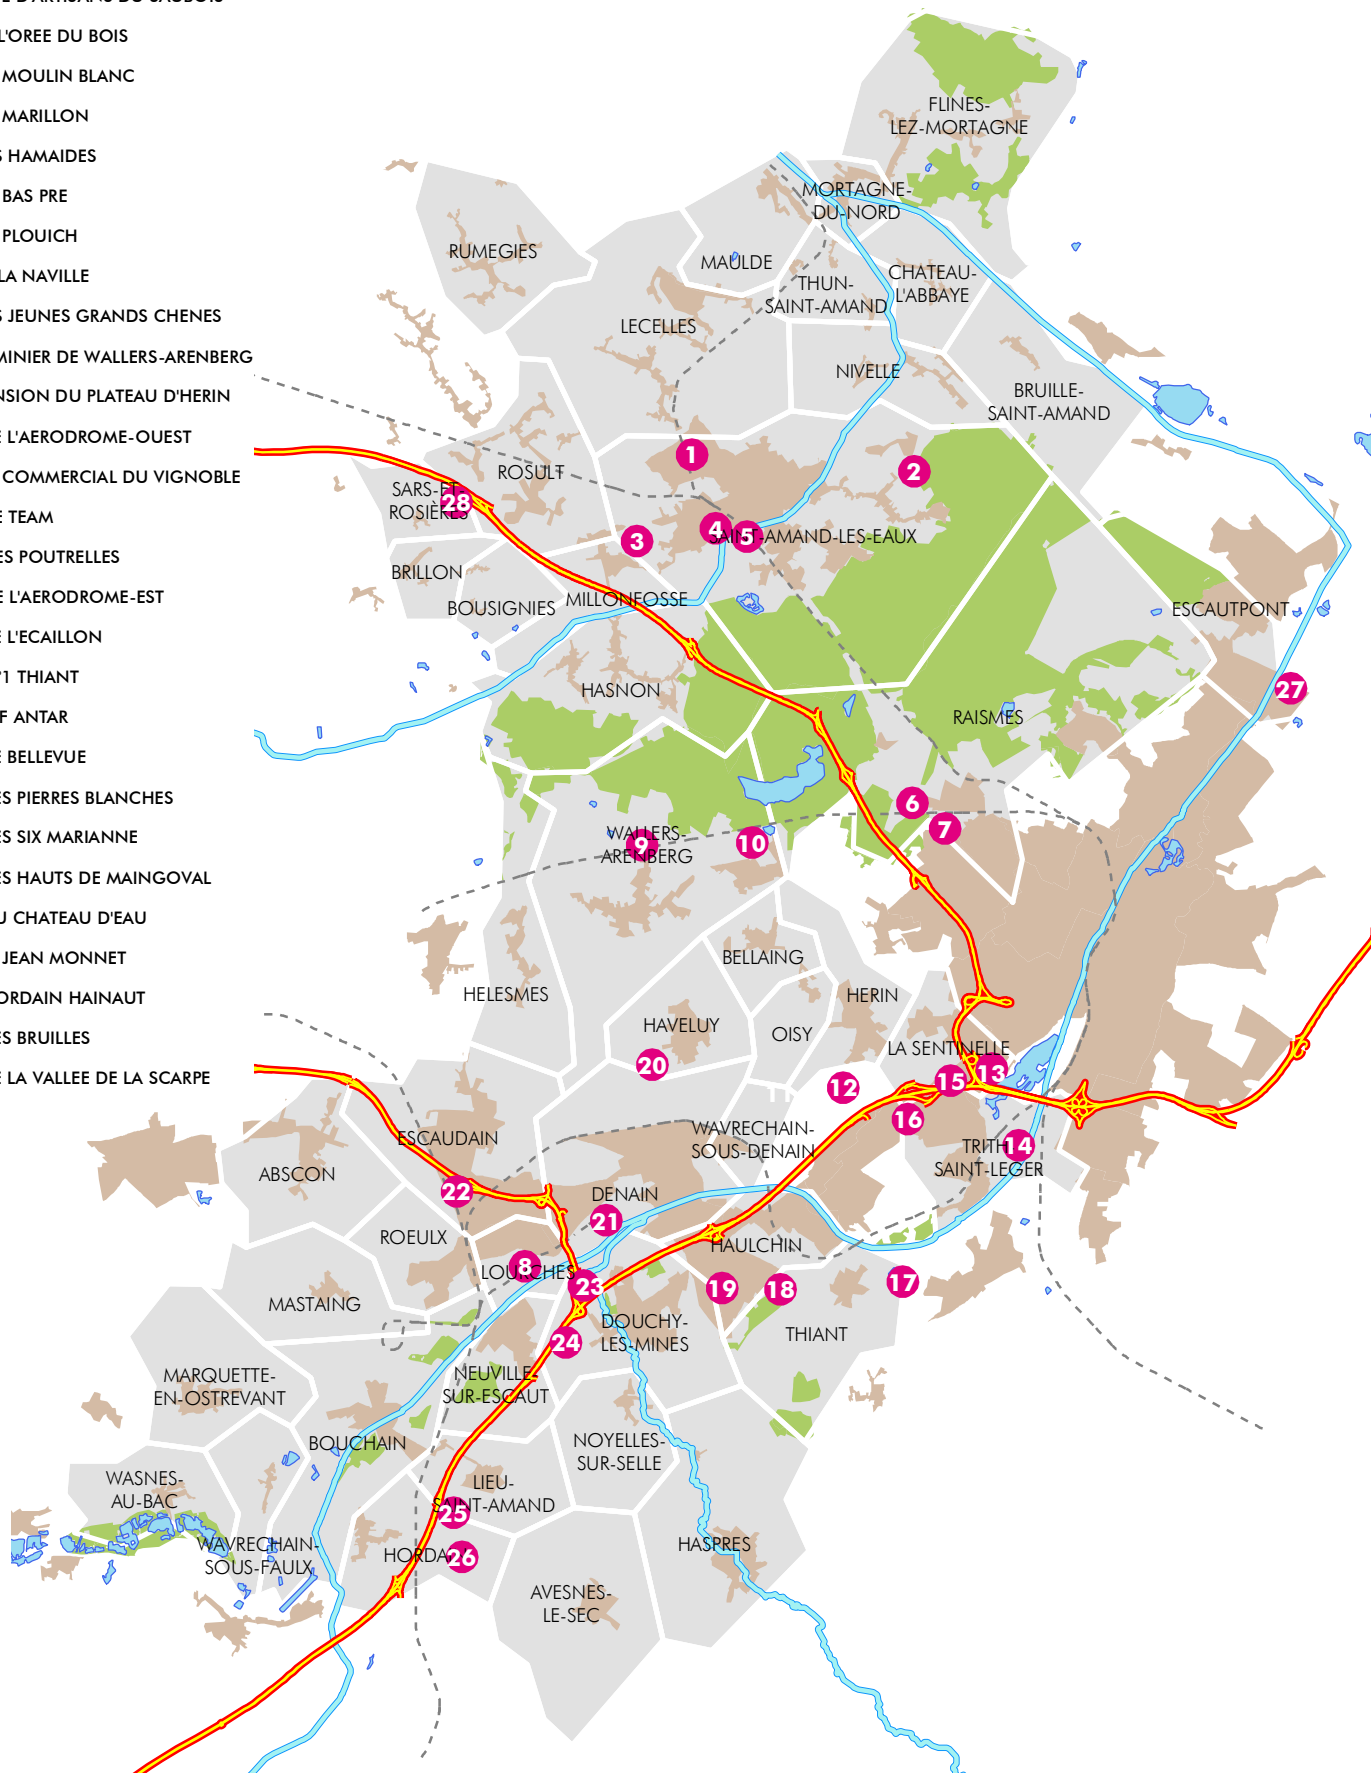 L'OREE DU BOIS
MOULIN BLANC
MARILLON
HAMAIDES
BAS PRE
PLOUICH
LA NAVILLE
JEUNES GRANDS CHENES
MINIER DE WALLERS-ARENBERG
NSION DU PLATEAU D'HERIN
E L'AERODROME-OUEST
COMMERCIAL DU VIGNOBLE
E TEAM
ES POUTRELLES
E L'AERODROME-EST
E L'ECAILLON
°1 THIANT
F ANTAR
E BELLEVUE
ES PIERRES BLANCHES
ES SIX MARIANNE
ES HAUTS DE MAINGOVAL
U CHATEAU D'EAU
JEAN MONNET
ORDAIN HAINAUT
ES BRUILLES
E LA VALLEE DE LA SCARPE
FLINES-
LEZ-MORTAGNE
MORTAGNE-
DU-NORD
RUMEGIES
MAULDE
THUN-
SAINT-AMAND
CHATEAU-
L'ABBAYE
LECELLES
NIVELLE
BRUILLE-
SAINT-AMAND
1
2
ROSULT
SARS-ET-
ROSIÈRES
28
3
4
5
SAINT-AMAND-LES-EAUX
BRILLON
BOUSIGNIES
MILLONFOSSE
ESCAUTPONT
HASNON
27
RAISMES
6
7
WALLERS-
ARENBERG
9
10
BELLAING
HELESMES
HERIN
HAVELUY
OISY
LA SENTINELLE
20
12
15
13
16
WAVRECHAIN-
SOUS-DENAIN
TRITH
SAINT-LEGER
14
ESCAUDAIN
ABSCON
22
DENAIN
21
ROEULX
HAULCHIN
LOURCHES
8
23
19
18
17
MASTAING
DOUCHY-
LES-MINES
THIANT
24
MARQUETTE-
EN-OSTREVANT
NEUVILLE-
SUR-ESCAUT
BOUCHAIN
NOYELLES-
SUR-SELLE
WASNES-
AU-BAC
LIEU-
SAINT-AMAND
25
WAVRECHAIN-
SOUS-FAULX
HORDA
26
HASPRES
AVESNES-
LE-SEC